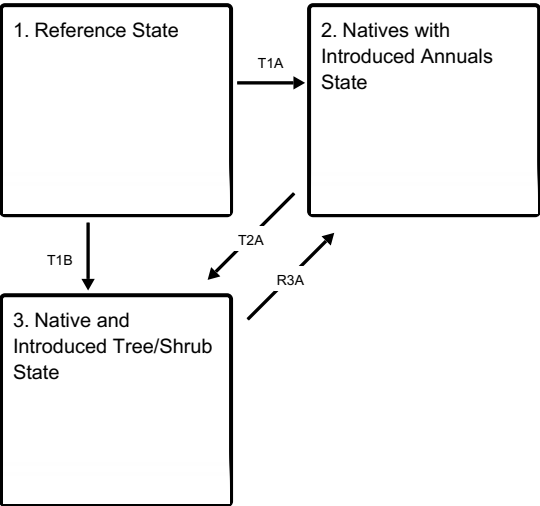 1. Reference State
2. Natives with
Introduced Annuals
State
T1A
T2A
T1B
R3A
3. Native and
Introduced Tree/Shrub
State